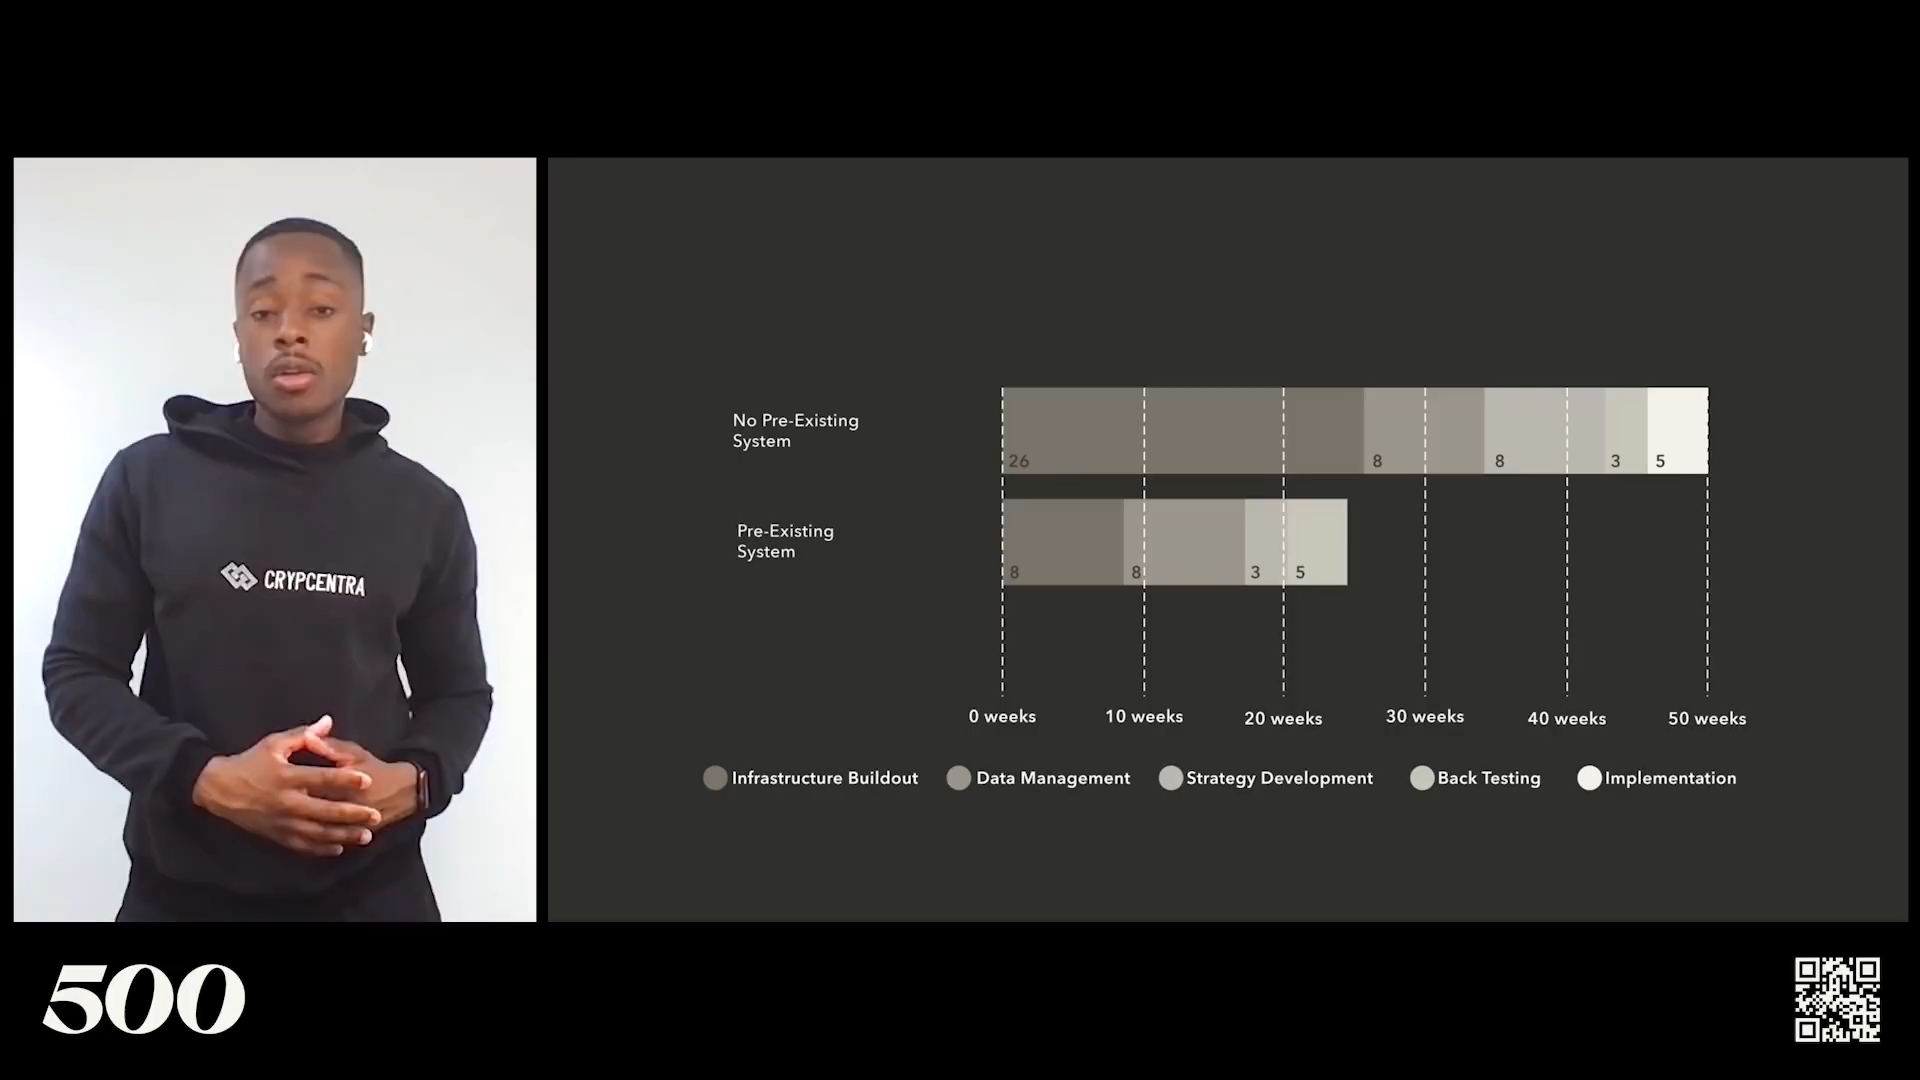 CRYPCENTRA
No Pre-Existing
System
26
8
8
3
5
Pre-Existing
System
8
8
3
5
0 weeks
10 weeks
20 weeks
30 weeks
40 weeks
50 weeks
Infrastructure Buildout
Data Management
Strategy Development
Back Testing
Implementation
500